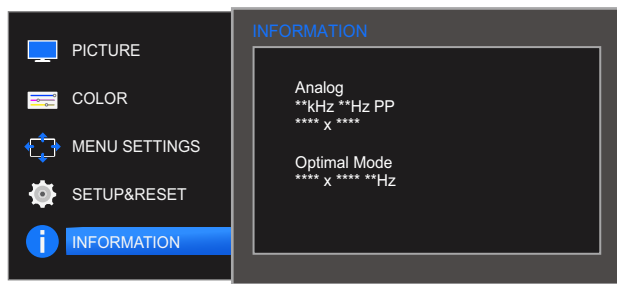 PICTURE
COLOR
MENU SETTINGS
SETUP&RESET
INFORMATION
INFORMATION
Analog
**kHz **Hz PP
**** x ****
Optimal Mode
**** x **** **Hz